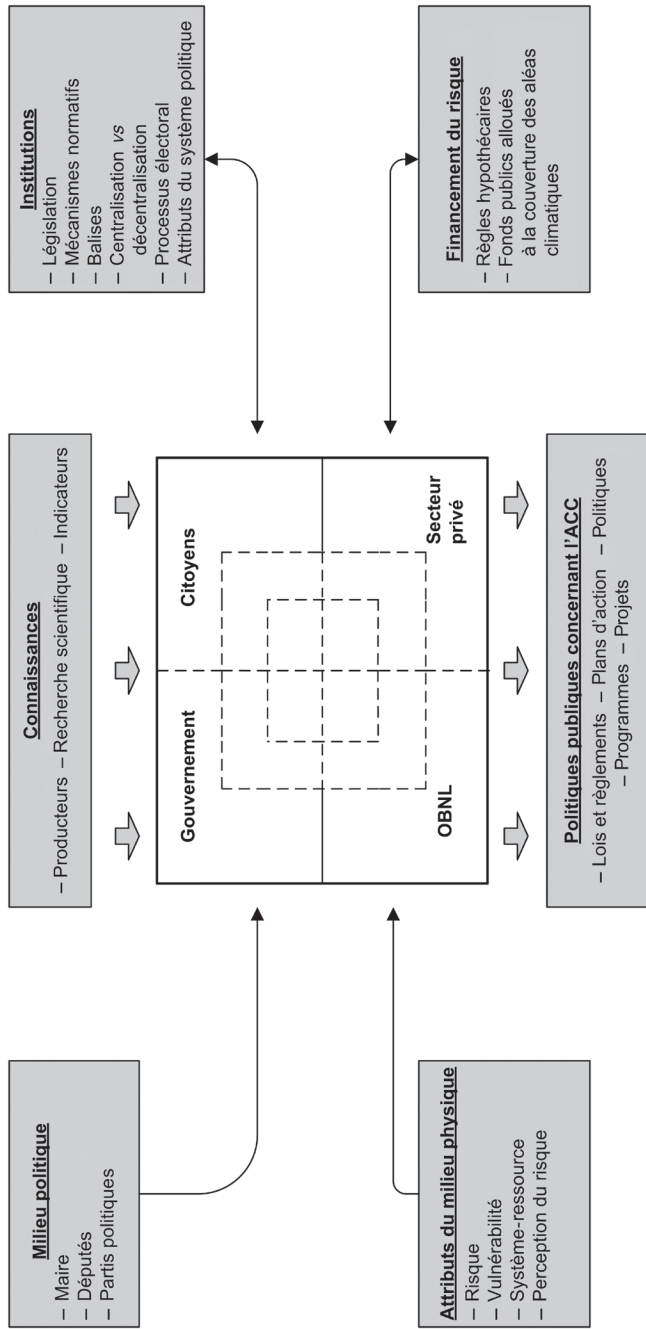 Milieu politique
– Maire
– Députés
– Partis politiques
Connaissances
– Producteurs – Recherche scientifique – Indicateurs
Institutions
– Législation
– Mécanismes normatifs
– Balises
– Centralisation vs
décentralisation
– Processus électoral
– Attributs du système politique
Gouvernement
Citoyens
OBNL
Secteur
privé
Attributs du milieu physique
– Risque
– Vulnérabilité
– Système-ressource
– Perception du risque
Politiques publiques concernant l'ACC
– Lois et règlements – Plans d'action – Politiques
– Programmes – Projets
Financement du risque
– Règles hypothécaires
– Fonds publics alloués
à la couverture des aléas
climatiques